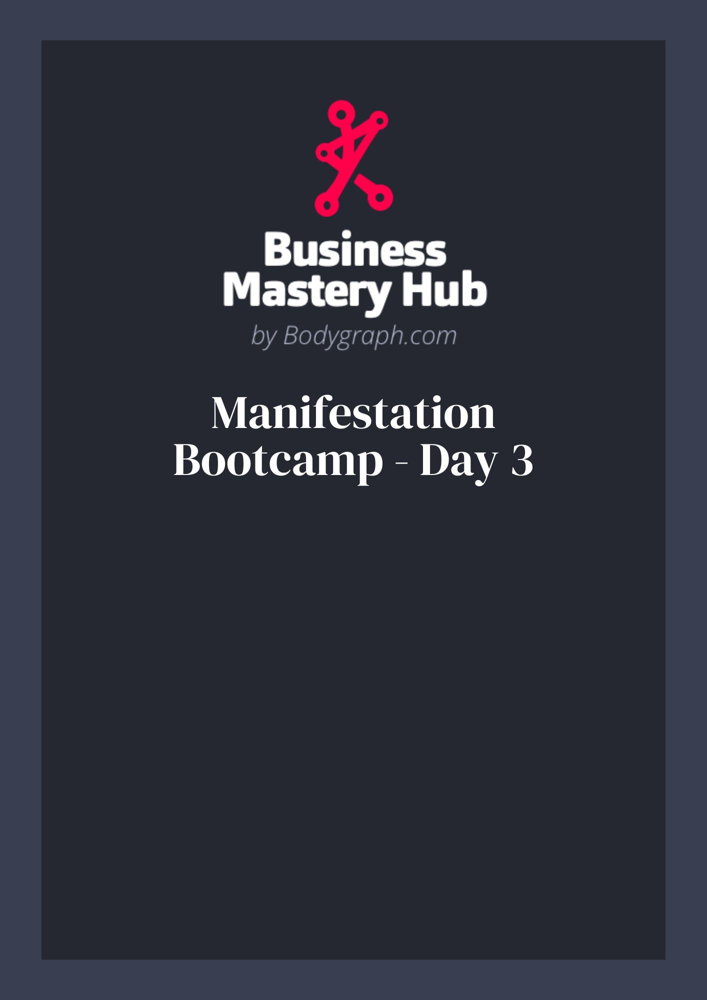 Business
Mastery Hub
by Bodygraph.com
Manifestation
Bootcamp - Day 3